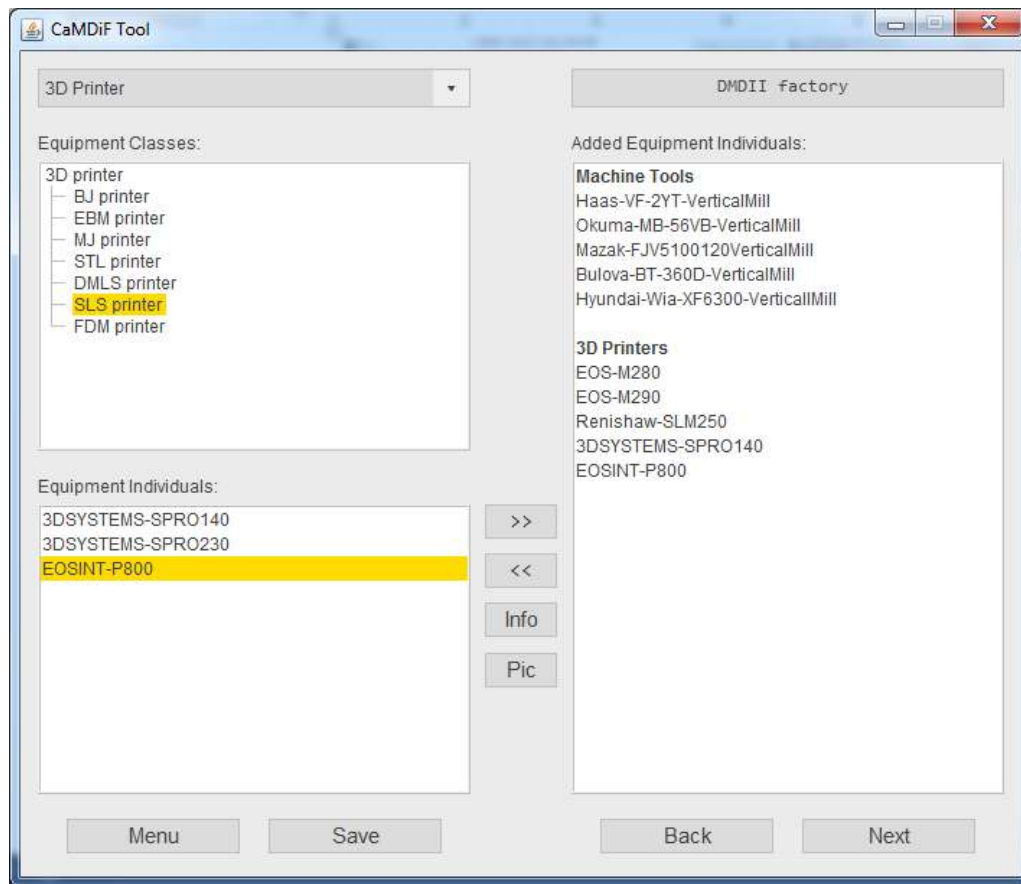 CaMDiF Tool
3D Printer
Equipment Classes:
3D printer
BJ printer
EBM printer
MJ printer
STL printer
DMLS printer
SLS printer
FDM printer
Equipment Individuals:
3DSYSTEMS-SPRO140
3DSYSTEMS-SPRO230
EOSINT-P800
>>
<<
Info
Pic
DMDII factory
Added Equipment Individuals:
Machine Tools
Haas-VF-2YT-VerticalMill
Okuma-MB-56VB-VerticalMill
Mazak-FJV5100120VerticalMill
Bulova-BT-360D-VerticalMill
Hyundai-Wia-XF6300-VerticallMill
3D Printers
EOS-M280
EOS-M290
Renishaw-SLM250
3DSYSTEMS-SPRO140
EOSINT-P800
Menu
Save
Back
Next